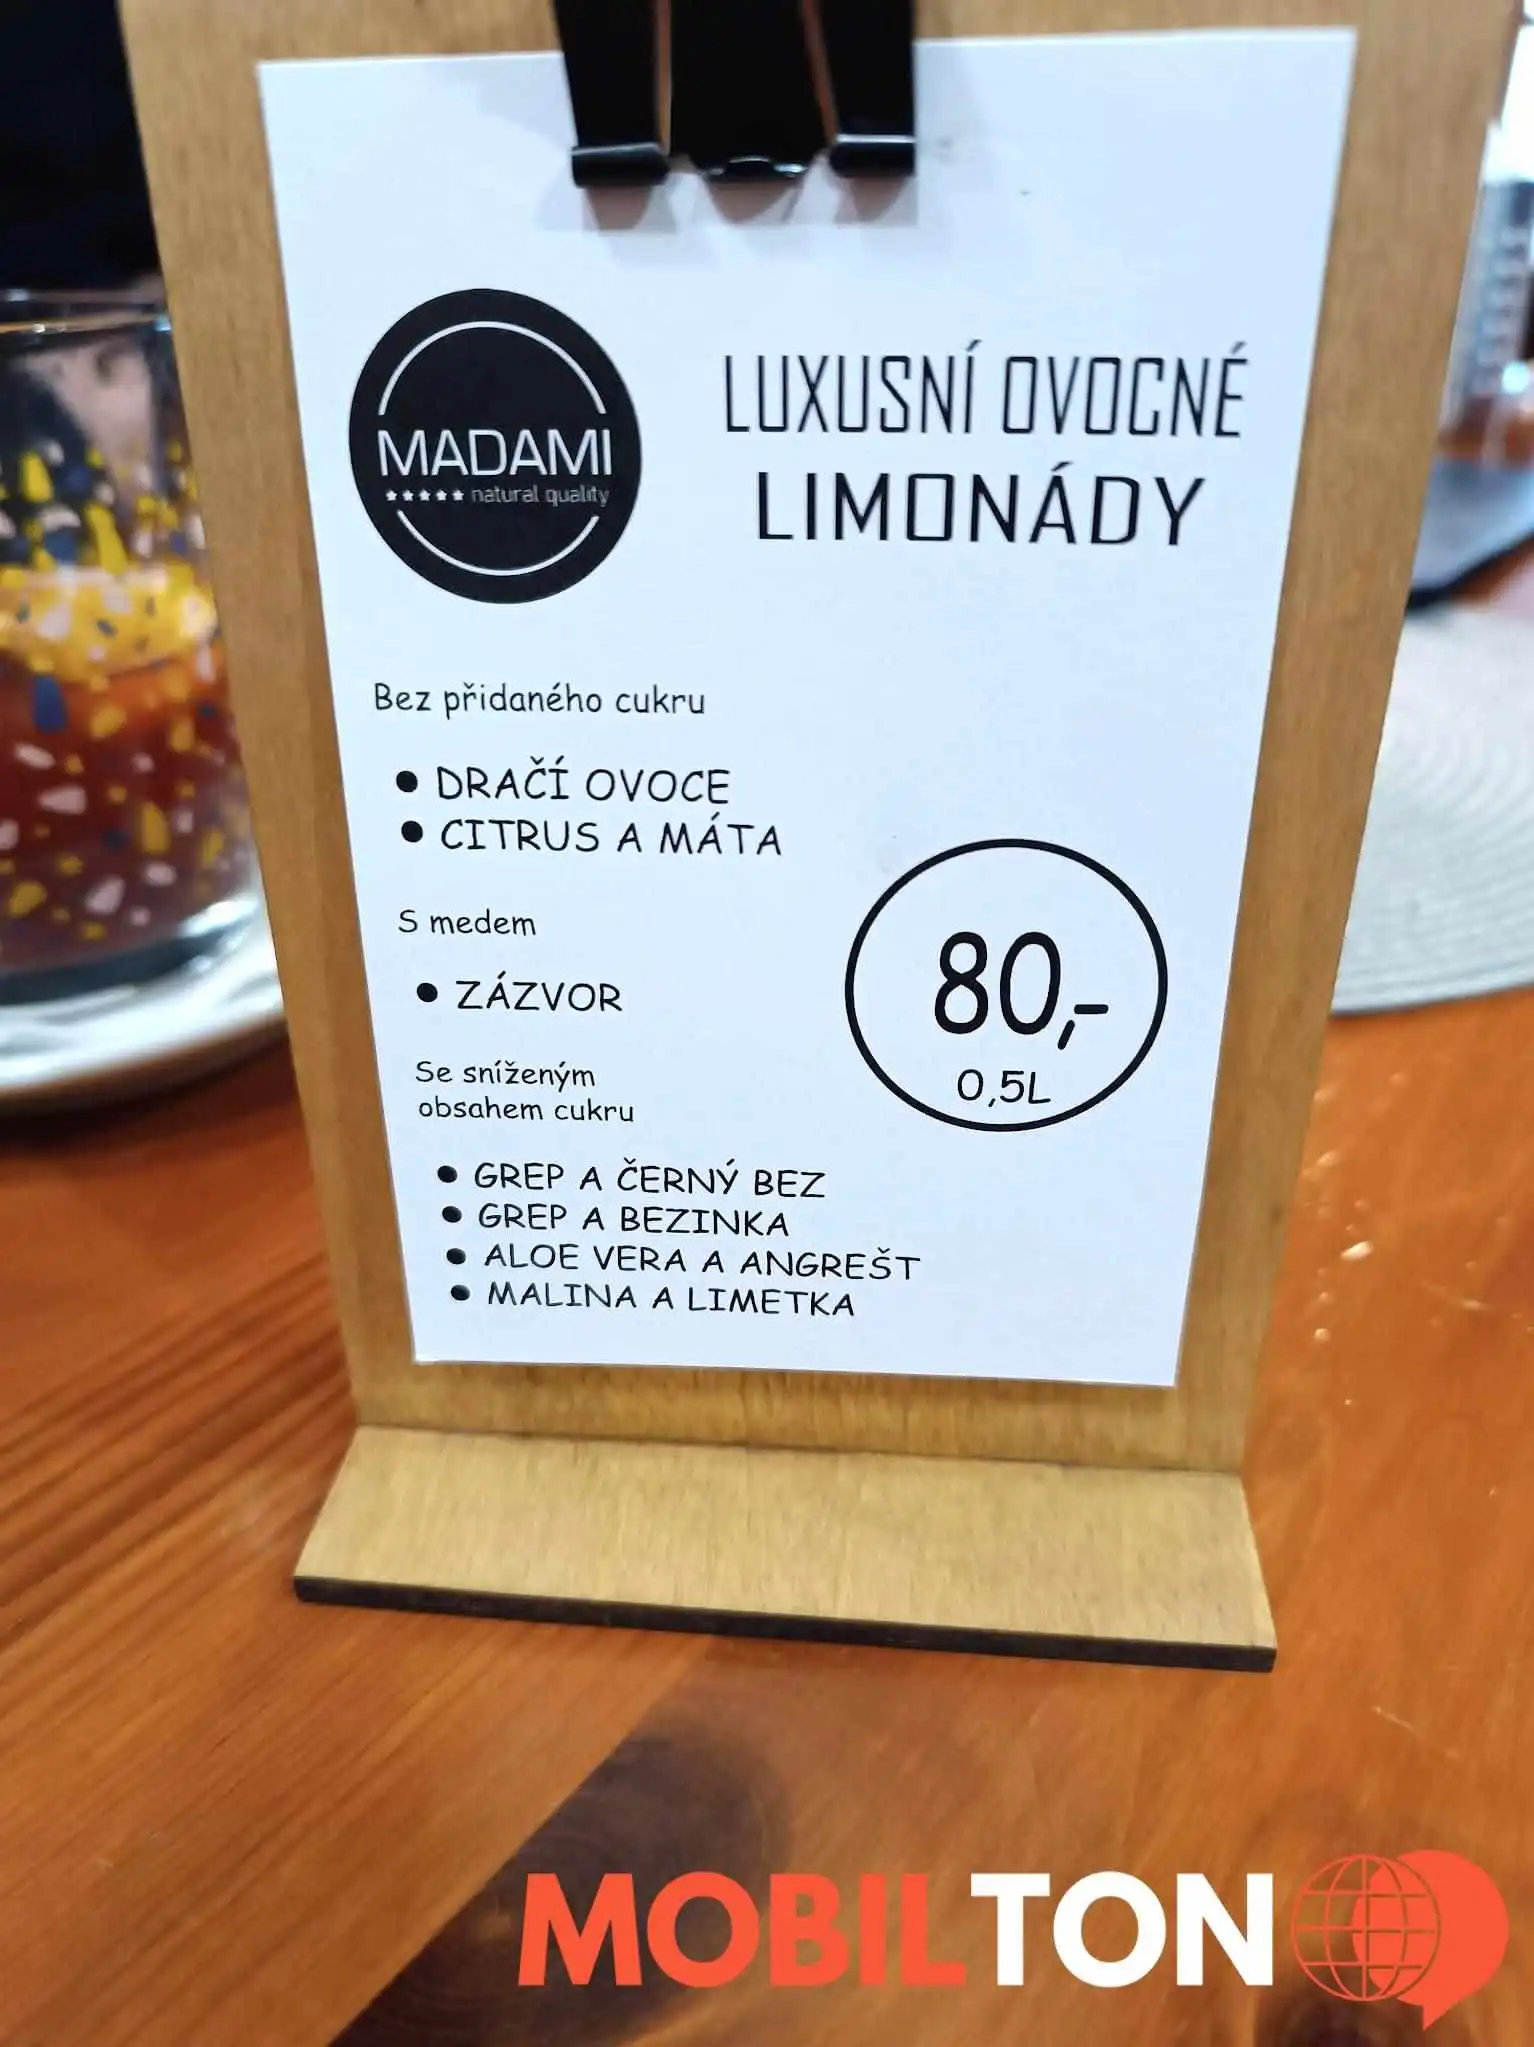 MADAMI
★★★★★ natural quality
LUXUSNÍ OVOCNÉ
LIMONÁDY
Bez přidaného cukru
• DRAČÍ OVOCE
• CITRUS A MÁTA
S medem
• ZÁZVOR
80,-
0,5L
Se sníženým
obsahem cukru
• GREP A ČERNÝ BEZ
• GREP A BEZINKA
• ALOE VERA A ANGREŠT
• MALINA A LIMETKA
MOBILTON